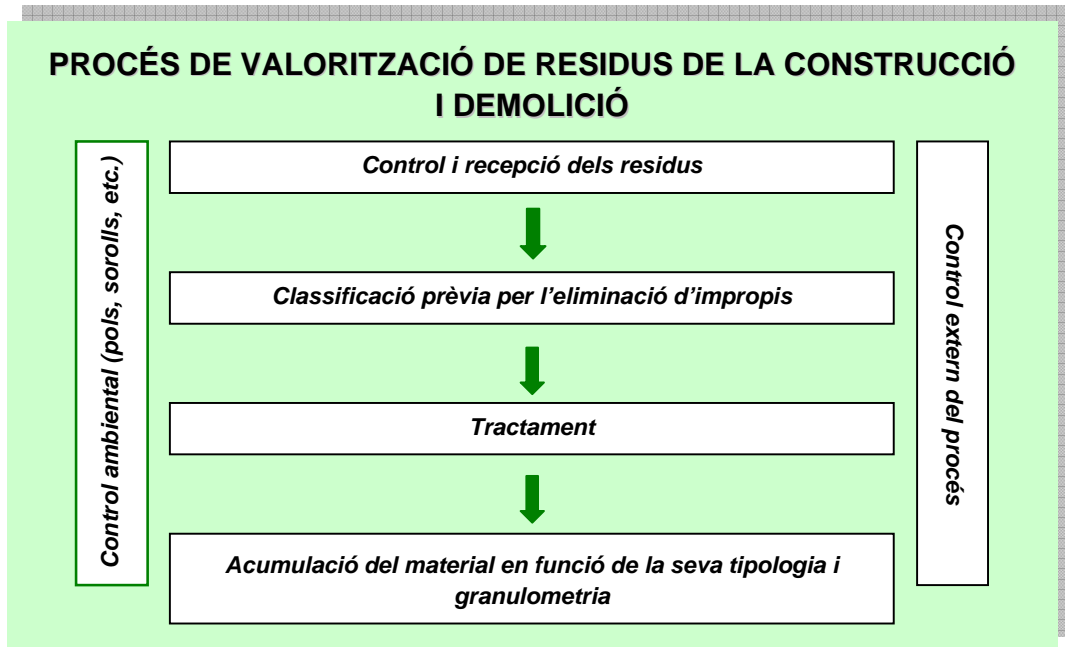 PROCÉS DE VALORITZACIÓ DE RESIDUS DE LA CONSTRUCCIÓ
I DEMOLICIÓ
Control ambiental (pols, sorolls, etc.)
Control i recepció dels residus
Classificació prèvia per l’eliminació d’impropis
Tractament
Acumulació del material en funció de la seva tipologia i
granulometria
Control extern del procés